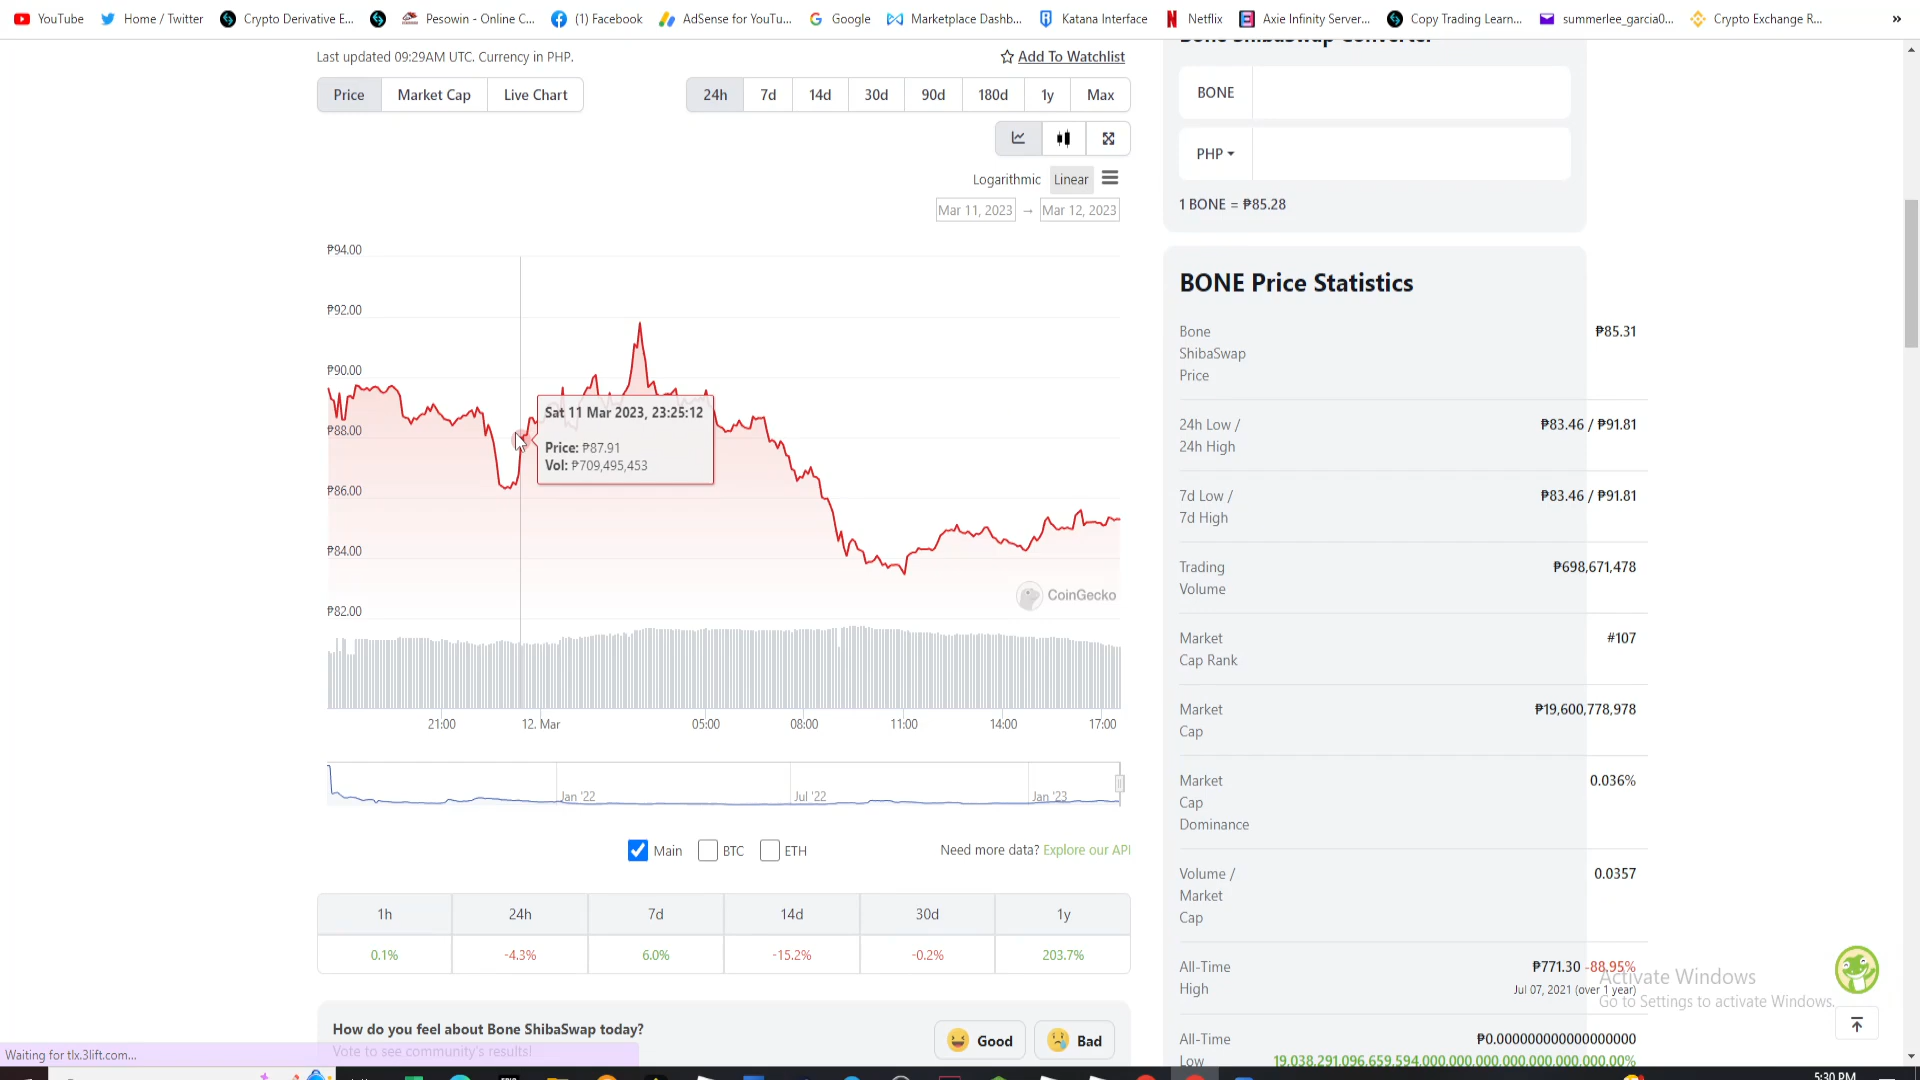 YouTube
Home / Twitter
Crypto Derivative E...
Pesowin - Online C...
(1) Facebook
AdSense for YouTu...
Google
Marketplace Dashb...
Katana Interface
Netflix
Axie Infinity Server...
Copy Trading Learn...
summerlee_garcia0...
Crypto Exchange R...
»
Last updated 09:29AM UTC. Currency in PHP.
Add To Watchlist
Price
Market Cap
Live Chart
24h
7d
14d
30d
90d
180d
1y
Max
Logarithmic
Linear
Mar 11, 2023 → Mar 12, 2023
₱94.00
₱92.00
₱90.00
₱88.00
₱86.00
₱84.00
₱82.00
Sat 11 Mar 2023, 23:25:12
Price: ₱87.91
Vol: ₱709,495,453
CoinGecko
21:00
12. Mar
05:00
08:00
11:00
14:00
17:00
Jan '22
Jul '22
Jan '23
Main
BTC
ETH
Need more data? Explore our API
1h
24h
7d
14d
30d
1y
0.1%
-4.3%
6.0%
-15.2%
-0.2%
203.7%
How do you feel about Bone ShibaSwap today?
Vote to see community's results!
Good
Bad
Waiting for tlx.3lift.com...
Bone ShibaSwap Converter
BONE
PHP
1 BONE = ₱85.28
BONE Price Statistics
Bone
ShibaSwap
Price
₱85.31
24h Low /
24h High
₱83.46 / ₱91.81
7d Low /
7d High
₱83.46 / ₱91.81
Trading
Volume
₱698,671,478
Market
Cap Rank
#107
Market
Cap
₱19,600,778,978
Market
Cap
Dominance
0.036%
Volume /
Market
Cap
0.0357
All-Time
High
₱771.30 -88.95%
Jul 07, 2021 (over 1 year)
All-Time
Low
₱0.000000000000000000
19,038,291,096,659,594,000,000,000,000,000,000,000,000.00%
Activate Windows
Go to Settings to activate Windows.
5:30 PM